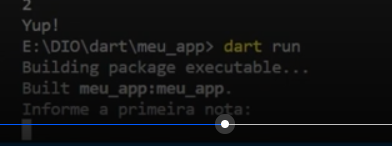 2
Yup!
E:\DIO\dart\meu_app> dart run
Building package executable...
Built meu_app:meu_app.
Informe a primeira nota: